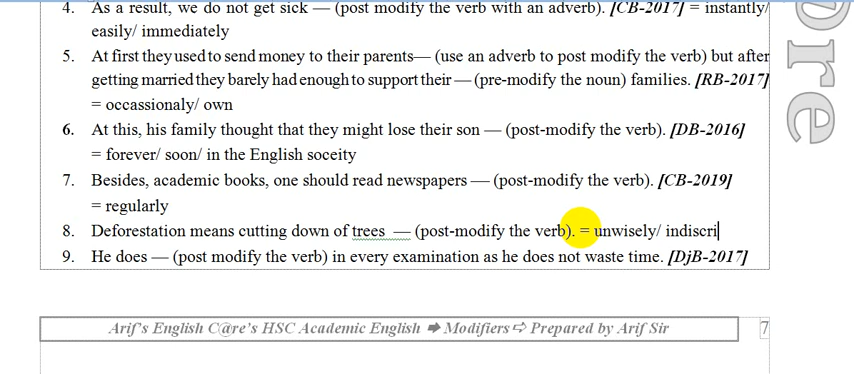 4. As a result, we do not get sick — (post modify the verb with an adverb). [CB-2017] = instantly/
easily/ immediately
5. At first they used to send money to their parents— (use an adverb to post modify the verb) but after
getting married they barely had enough to support their — (pre-modify the noun) families. [RB-2017]
= occassionaly/ own
6. At this, his family thought that they might lose their son — (post-modify the verb). [DB-2016]
= forever/ soon/ in the English soceity
7. Besides, academic books, one should read newspapers — (post-modify the verb). [CB-2019]
= regularly
8. Deforestation means cutting down of trees — (post-modify the verb). = unwisely/ indiscri
9. He does — (post modify the verb) in every examination as he does not waste time. [DjB-2017]
Arif's English C@re's HSC Academic English ➡ Modifiers ➪ Prepared by Arif Sir
7
ore